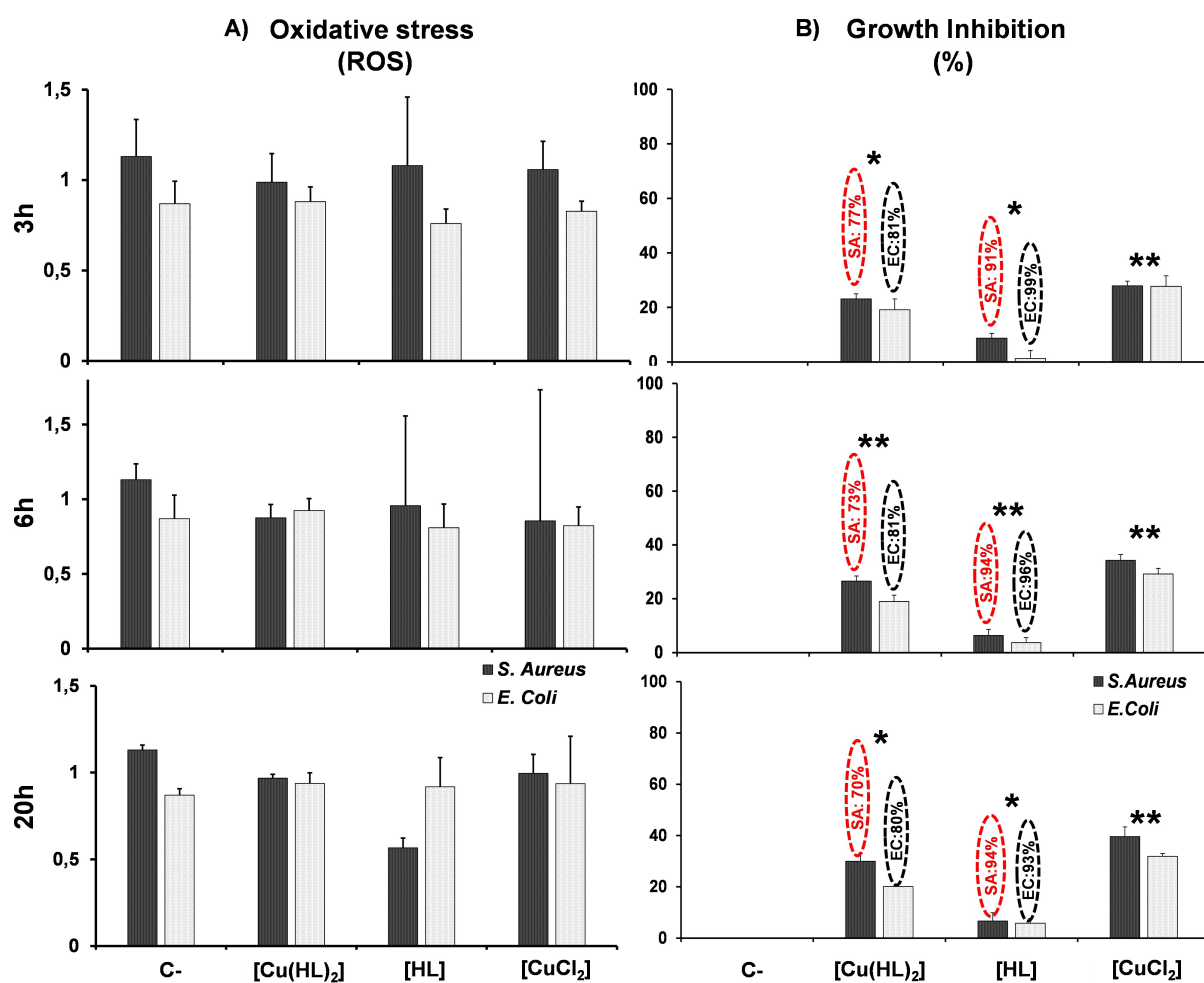 A) Oxidative stress
(ROS)
B) Growth Inhibition
(%)
3h
1,5
1
0,5
0
100
80
60
40
20
0
*
SA: 77%
EC:81%
*
SA: 91%
EC:99%
**
6h
1,5
1
0,5
0
100
80
60
40
20
0
**
SA: 73%
EC:81%
**
SA:94%
EC:96%
**
20h
1,5
1
0,5
0
S. Aureus
E. Coli
100
80
60
40
20
0
S.Aureus
E.Coli
*
SA: 70%
EC:80%
*
SA:94%
EC:93%
**
C- [Cu(HL)2] [HL] [CuCl2]
C- [Cu(HL)2] [HL] [CuCl2]